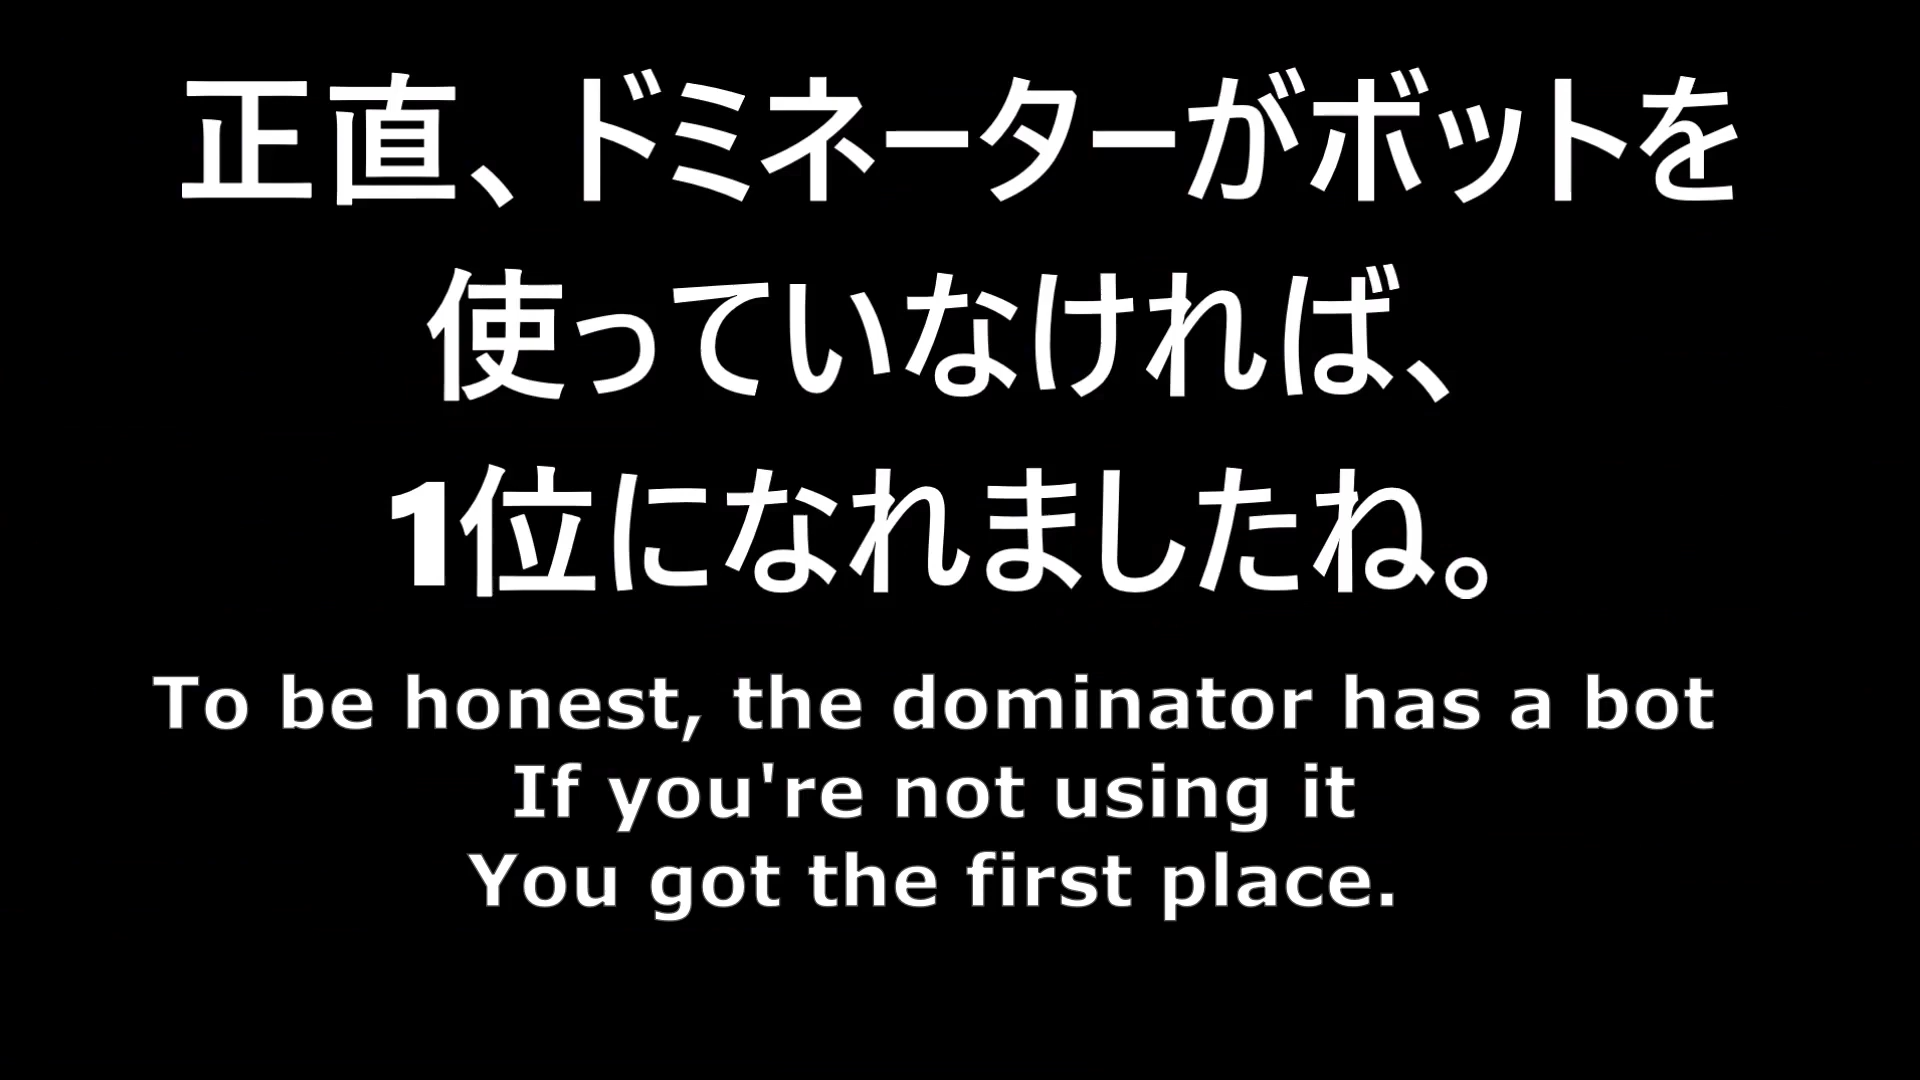 正直、ドミネーターがボットを
使っていなければ、
1位になれましたね。
To be honest, the dominator has a bot
If you're not using it
You got the first place.